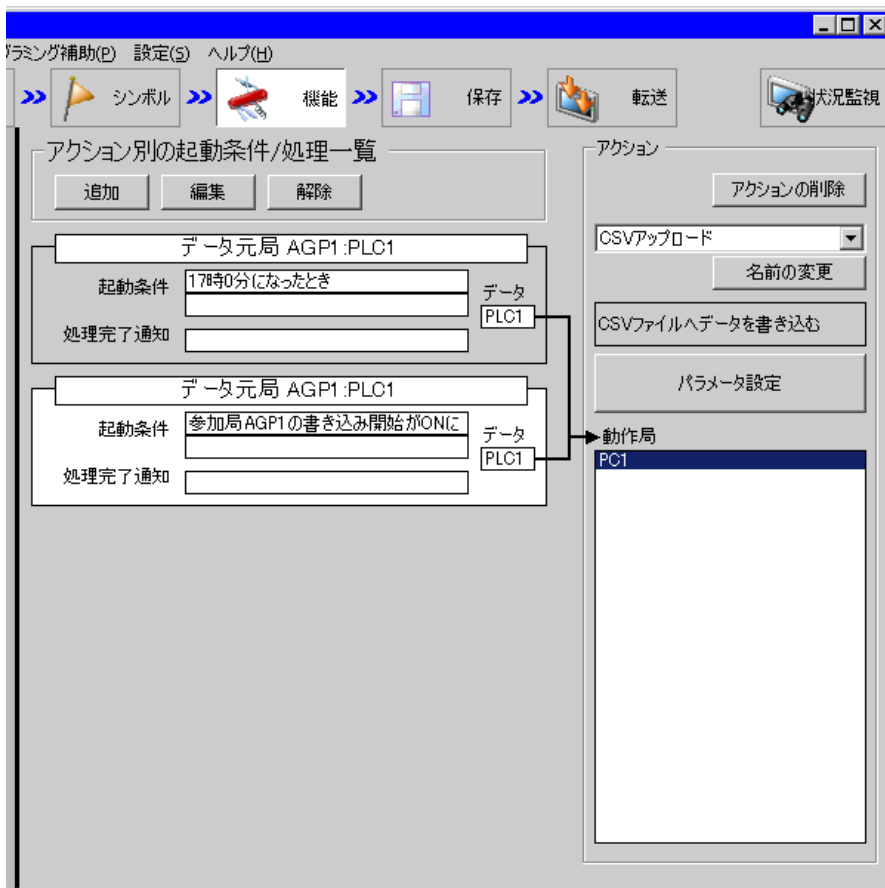 グラミング補助(P) 設定(S) ヘルプ(H)
シンボル 機能 保存 転送 状況監視
アクション別の起動条件/処理一覧
追加 編集 解除
データ元局 AGP1:PLC1
起動条件 17時0分になったとき
データ
PLC1
処理完了通知
データ元局 AGP1:PLC1
起動条件 参加局AGP1の書き込み開始がONに
データ
PLC1
処理完了通知
アクション
アクションの削除
CSVアップロード
名前の変更
CSVファイルへデータを書き込む
パラメータ設定
動作局
PC1